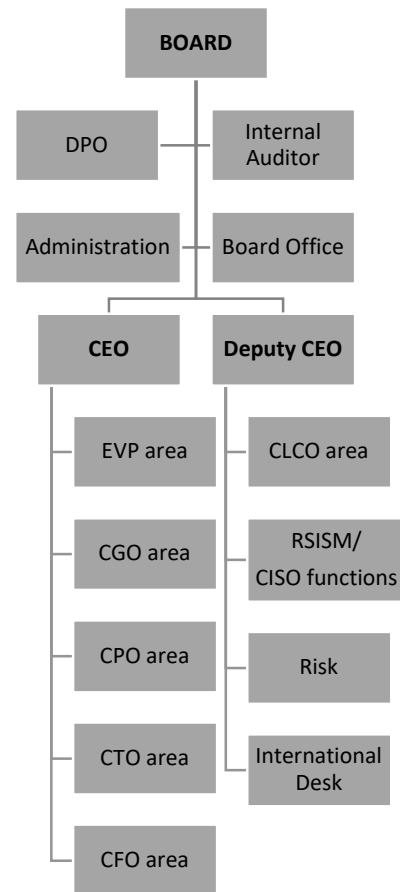 BOARD
DPO
Internal
Auditor
Administration
Board Office
CEO
Deputy CEO
EVP area
CLCO area
CGO area
RSISM/
CISO functions
CPO area
Risk
CTO area
International
Desk
CFO area